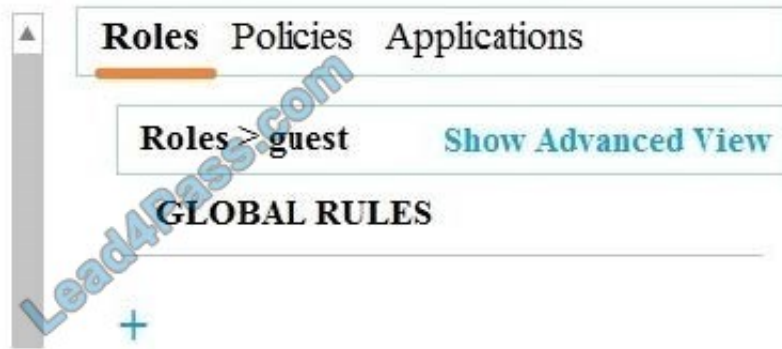 Roles Policies Applications
Roles > guest Show Advanced View
GLOBAL RULES
+
Lead4Pass.com